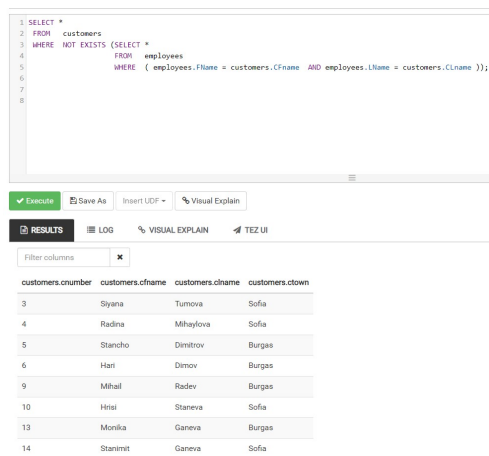 1 SELECT *
2 FROM customers
3 WHERE NOT EXISTS (SELECT *
4 FROM employees
5 WHERE ( employees.FName = customers.CFname AND employees.LName = customers.CLname ));
6
7
8
Execute Save As Insert UDF Visual Explain
RESULTS LOG VISUAL EXPLAIN TEZ UI
Filter columns
customers.cnumber customers.cfname customers.clname customers.ctown
3 Siyana Tumova Sofia
4 Radina Mihaylova Sofia
5 Stancho Dimitrov Burgas
6 Hari Dimov Burgas
9 Mihail Radev Burgas
10 Hrisi Staneva Sofia
13 Monika Ganeva Burgas
14 Stanimit Ganeva Sofia